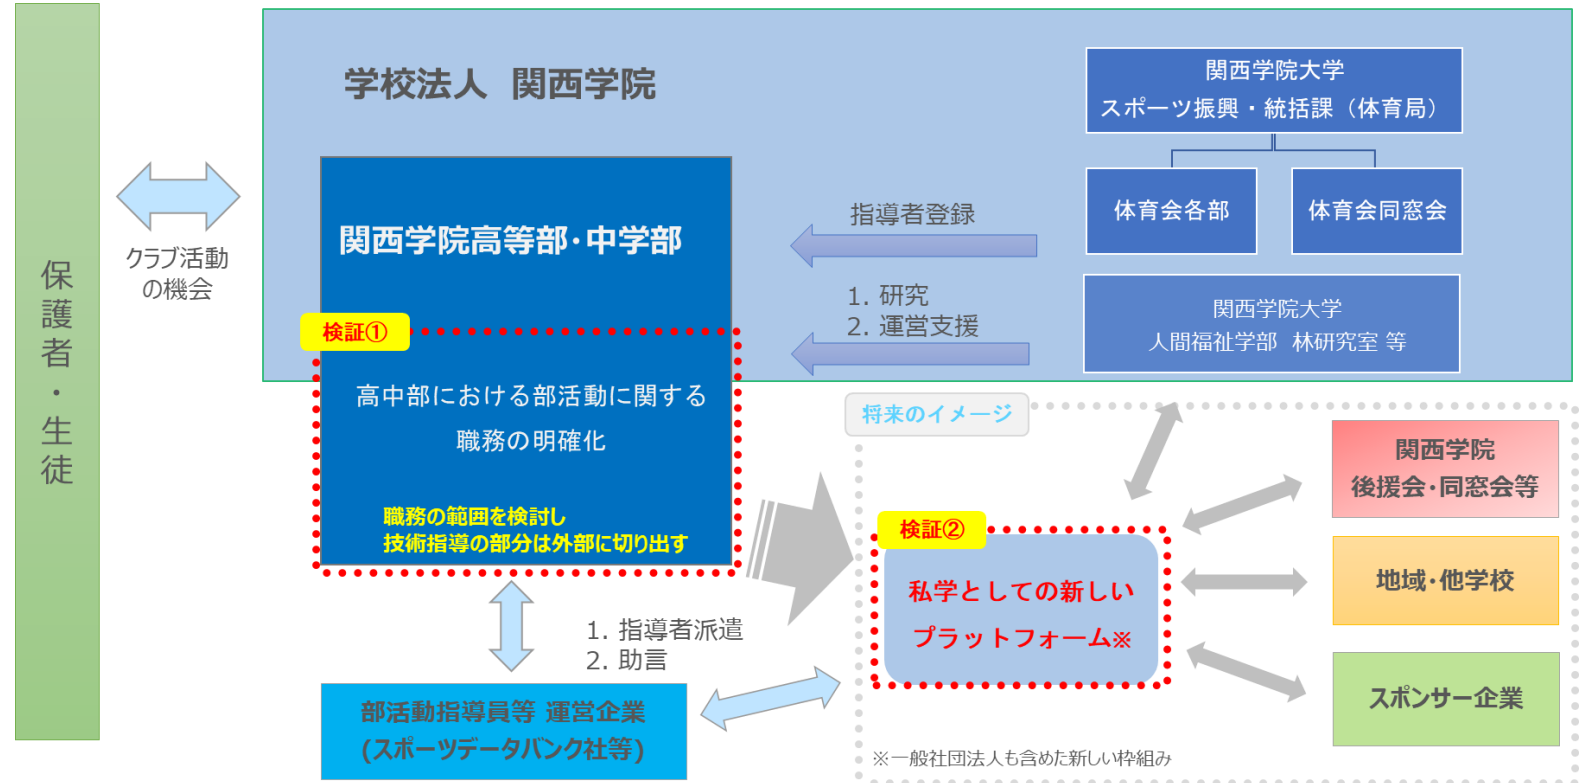 保護者・生徒
クラブ活動
の機会
学校法人 関西学院
関西学院高等部・中学部
検証①
高中部における部活動に関する
職務の明確化
職務の範囲を検討し
技術指導の部分は外部に切り出す
指導者登録
1. 研究
2. 運営支援
関西学院大学
スポーツ振興・統括課（体育局）
体育会各部
体育会同窓会
関西学院大学
人間福祉学部 林研究室 等
将来のイメージ
検証②
私学としての新しい
プラットフォーム※
関西学院
後援会・同窓会等
地域・他学校
スポンサー企業
1. 指導者派遣
2. 助言
部活動指導員等 運営企業
(スポーツデータバンク社等)
※一般社団法人も含めた新しい枠組み